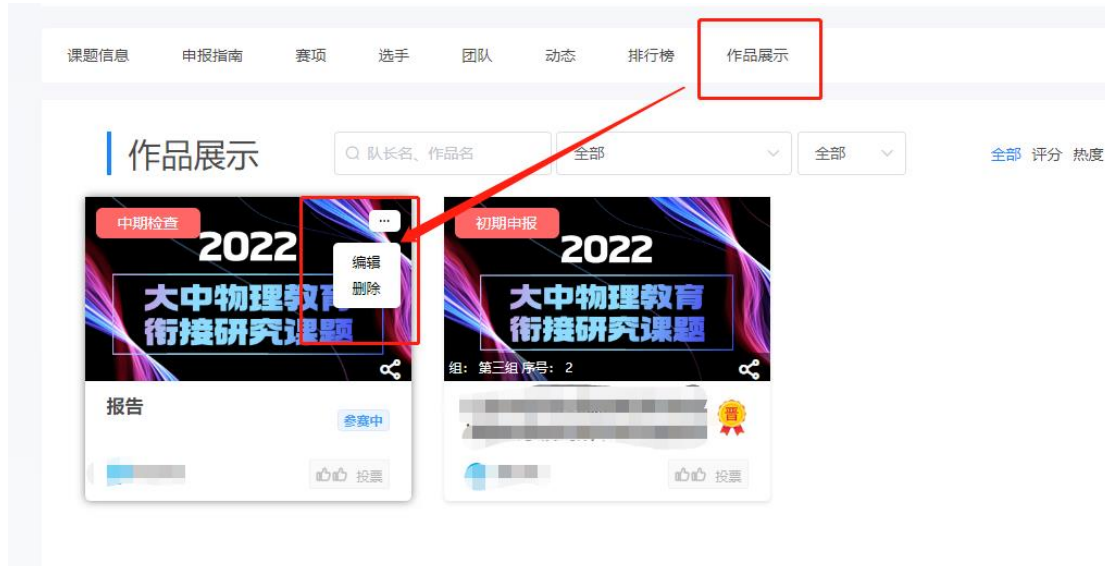 课题信息 申报指南 赛项 选手 团队 动态 排行榜 作品展示
作品展示 队长名、作品名 全部 全部 全部 评分 热度
中期检查 ...
2022
大中物理教育
衔接研究课题
编辑
删除
报告
参赛中
投票
初期申报
2022
大中物理教育
衔接研究课题
组: 第三组 序号: 2
晋
投票